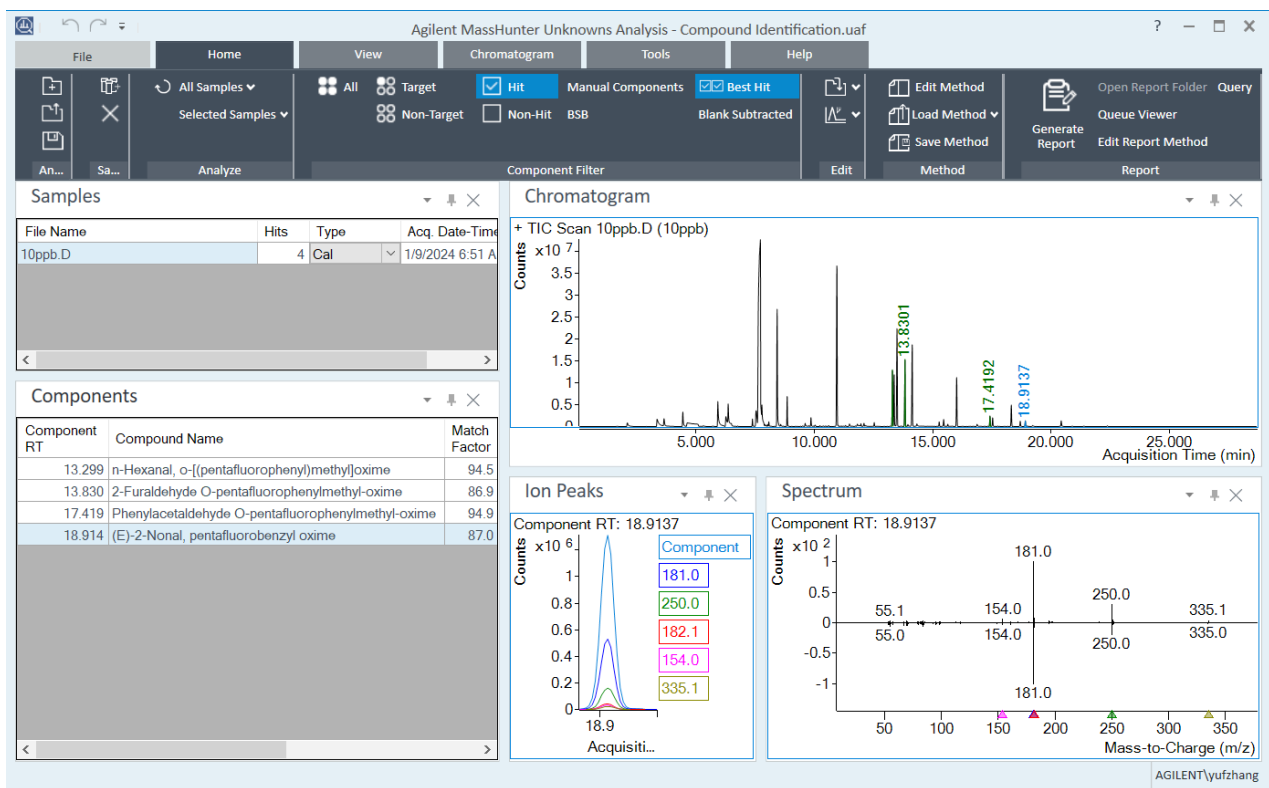 Agilent MassHunter Unknowns Analysis - Compound Identification.uaf
?
File Home View Chromatogram Tools Help
All Samples All Target Hit Manual Components Best Hit Edit Method Open Report Folder Query
Selected Samples Non-Target Non-Hit BSB Blank Subtracted Load Method Generate Report Queue Viewer
Save Method Edit Report Method
An... Sa... Analyze Component Filter Edit Method Report
Samples
File Name Hits Type Acq. Date-Time
10ppb.D 4 Cal 1/9/2024 6:51 A
Components
Component RT Compound Name Match Factor
13.299 n-Hexanal, o-[(pentafluorophenyl)methyl]oxime 94.5
13.830 2-Furaldehyde O-pentafluorophenylmethyl-oxime 86.9
17.419 Phenylacetaldehyde O-pentafluorophenylmethyl-oxime 94.9
18.914 (E)-2-Nonal, pentafluorobenzyl oxime 87.0
Chromatogram
+ TIC Scan 10ppb.D (10ppb)
Counts
x10 7
3.5
3
2.5
2
1.5
1
0.5
0
13.8301
17.4192
18.9137
5.000 10.000 15.000 20.000 25.000
Acquisition Time (min)
Ion Peaks
Component RT: 18.9137
Counts
x10 6
1
0.8
0.6
0.4
0.2
0
Component
181.0
250.0
182.1
154.0
335.1
18.9
Acquisiti...
Spectrum
Component RT: 18.9137
Counts
x10 2
1
0.5
0
-0.5
-1
181.0
250.0
55.1 154.0 335.1
55.0 154.0 335.0
250.0
181.0
50 100 150 200 250 300 350
Mass-to-Charge (m/z)
AGILENT\yufzhang